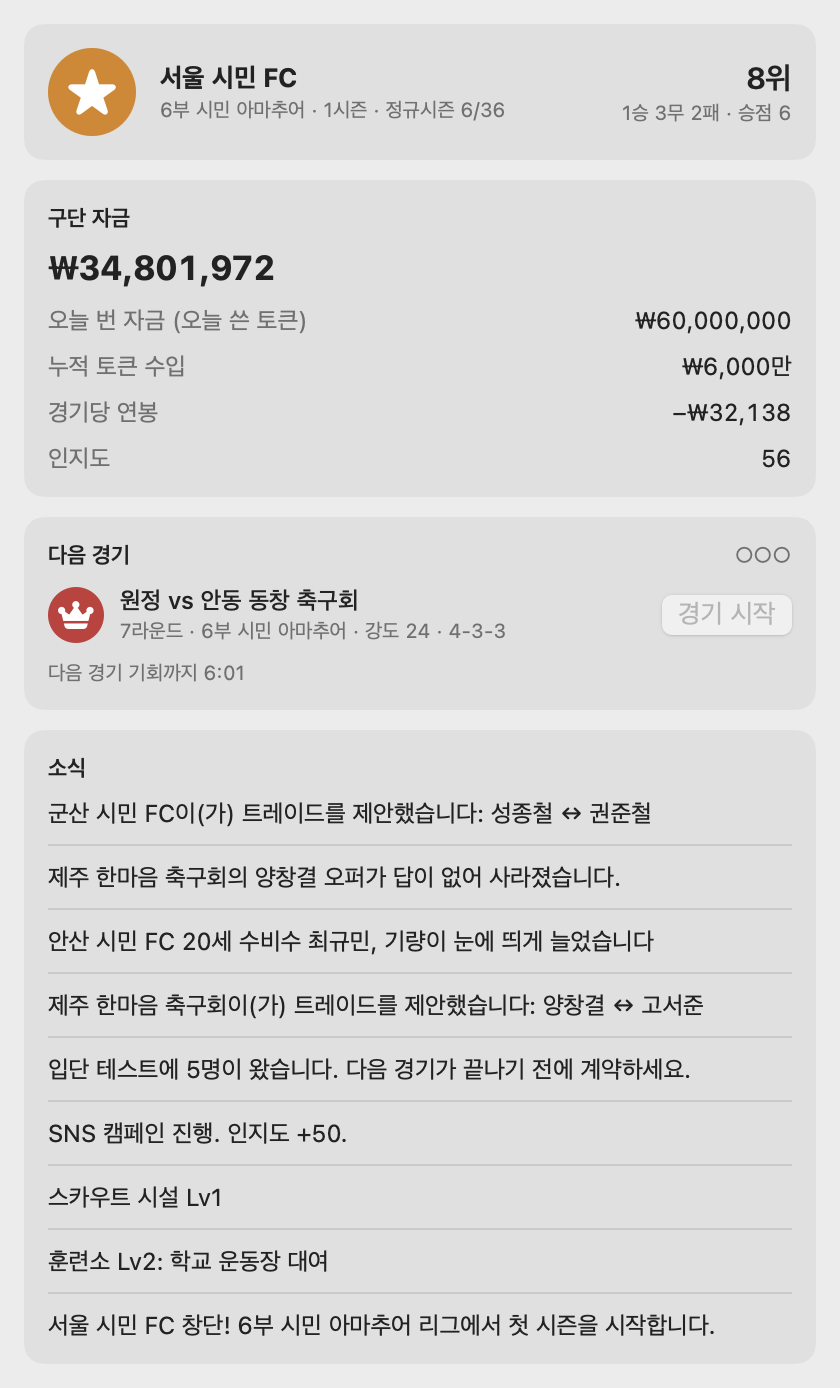 서울 시민 FC
6부 시민 아마추어 · 1시즌 · 정규시즌 6/36
8위
1승 3무 2패 · 승점 6
구단 자금
₩34,801,972
오늘 번 자금 (오늘 쓴 토큰) ₩60,000,000
누적 토큰 수입 ₩6,000만
경기당 연봉 –₩32,138
인지도 56
다음 경기
원정 vs 안동 동창 축구회
7라운드 · 6부 시민 아마추어 · 강도 24 · 4-3-3
경기 시작
다음 경기 기회까지 6:01
소식
군산 시민 FC이(가) 트레이드를 제안했습니다: 성종철 ↔ 권준철
제주 한마음 축구회의 양창결 오퍼가 답이 없어 사라졌습니다.
안산 시민 FC 20세 수비수 최규민, 기량이 눈에 띄게 늘었습니다
제주 한마음 축구회이(가) 트레이드를 제안했습니다: 양창결 ↔ 고서준
입단 테스트에 5명이 왔습니다. 다음 경기가 끝나기 전에 계약하세요.
SNS 캠페인 진행. 인지도 +50.
스카우트 시설 Lv1
훈련소 Lv2: 학교 운동장 대여
서울 시민 FC 창단! 6부 시민 아마추어 리그에서 첫 시즌을 시작합니다.